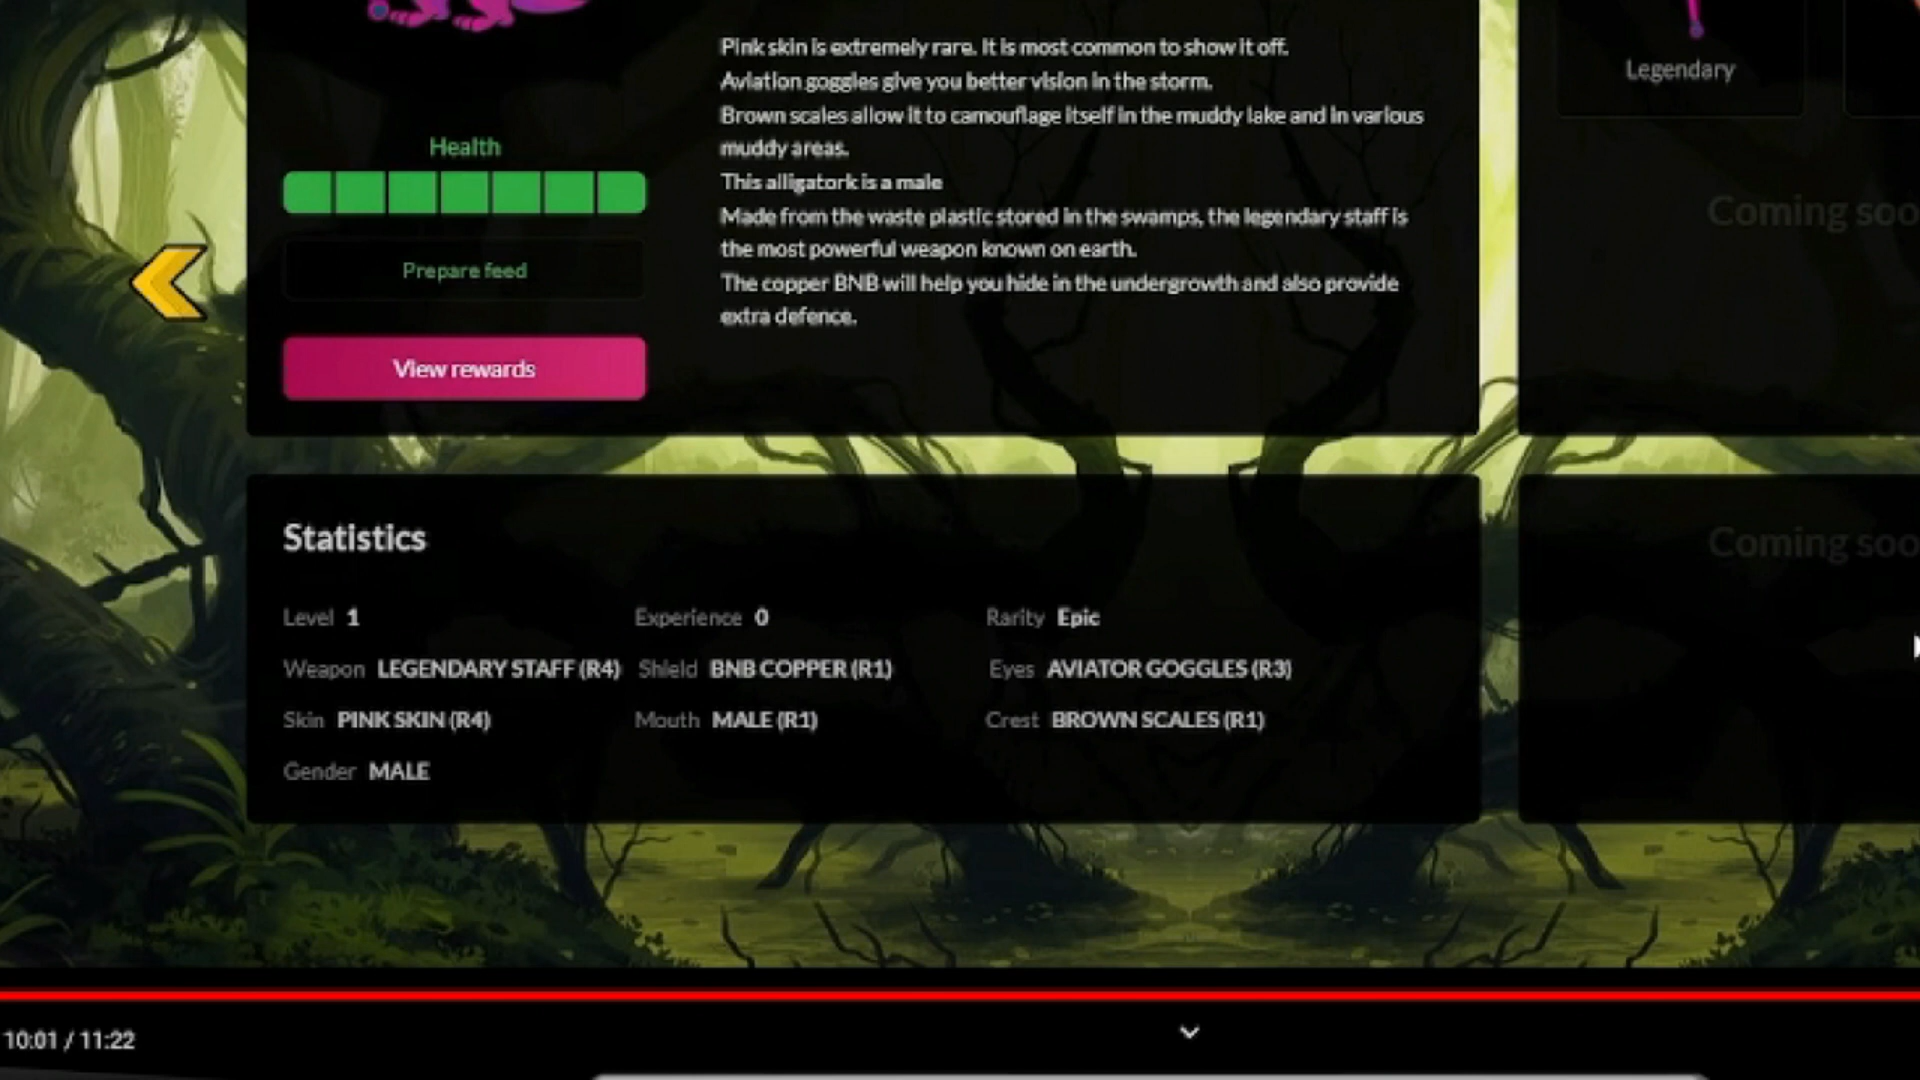 Pink skin is extremely rare. It is most common to show it off.
Aviation goggles give you better vision in the storm.
Brown scales allow it to camouflage itself in the muddy lake and in various
muddy areas.
This alligatork is a male
Made from the waste plastic stored in the swamps, the legendary staff is
the most powerful weapon known on earth.
The copper BNB will help you hide in the undergrowth and also provide
extra defence.
Health
Prepare feed
View rewards
Legendary
Coming soo
Statistics
Level 1 Experience 0 Rarity Epic
Weapon LEGENDARY STAFF (R4) Shield BNB COPPER (R1) Eyes AVIATOR GOGGLES (R3)
Skin PINK SKIN (R4) Mouth MALE (R1) Crest BROWN SCALES (R1)
Gender MALE
Coming soo
10:01 / 11:22